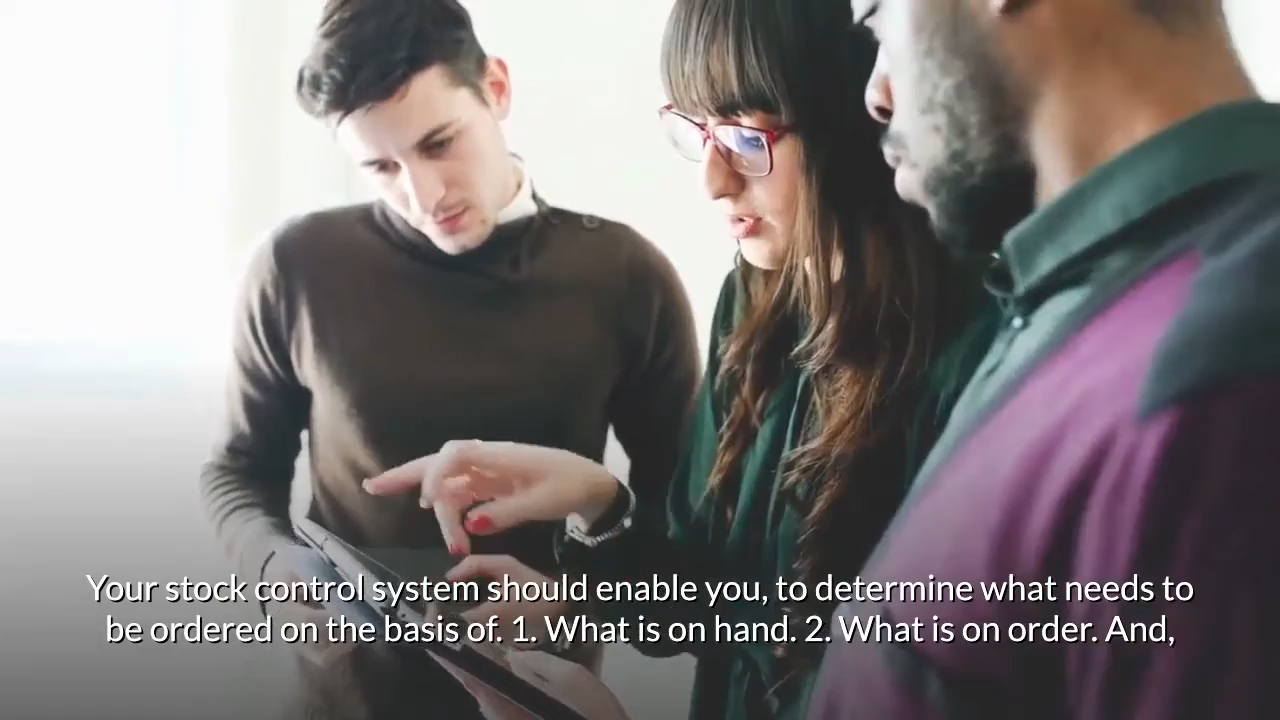 Your stock control system should enable you, to determine what needs to
be ordered on the basis of. 1. What is on hand. 2. What is on order. And,